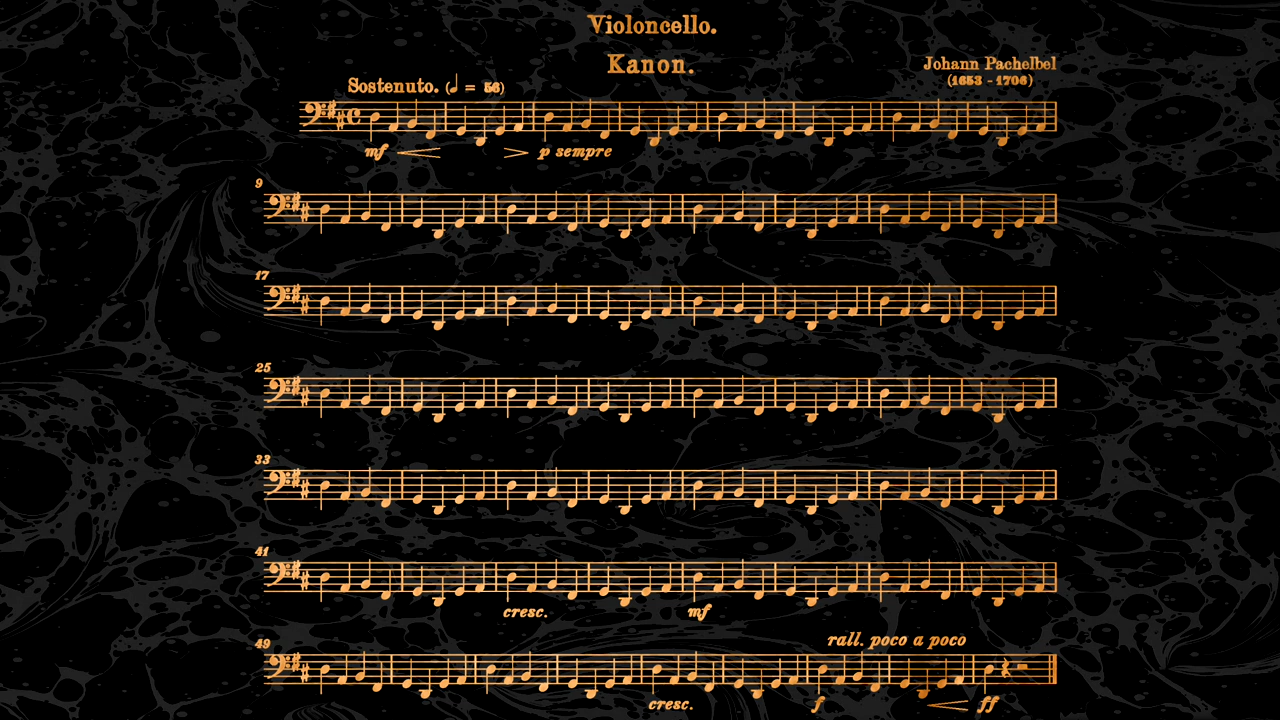 Violoncello.
Kanon.
Johann Pachelbel
(1653 - 1706)
Sostenuto. (𝅗𝅥 = 56)
mf p sempre
9
17
25
33
41
cresc. mf
rall. poco a poco
49
cresc. f ff